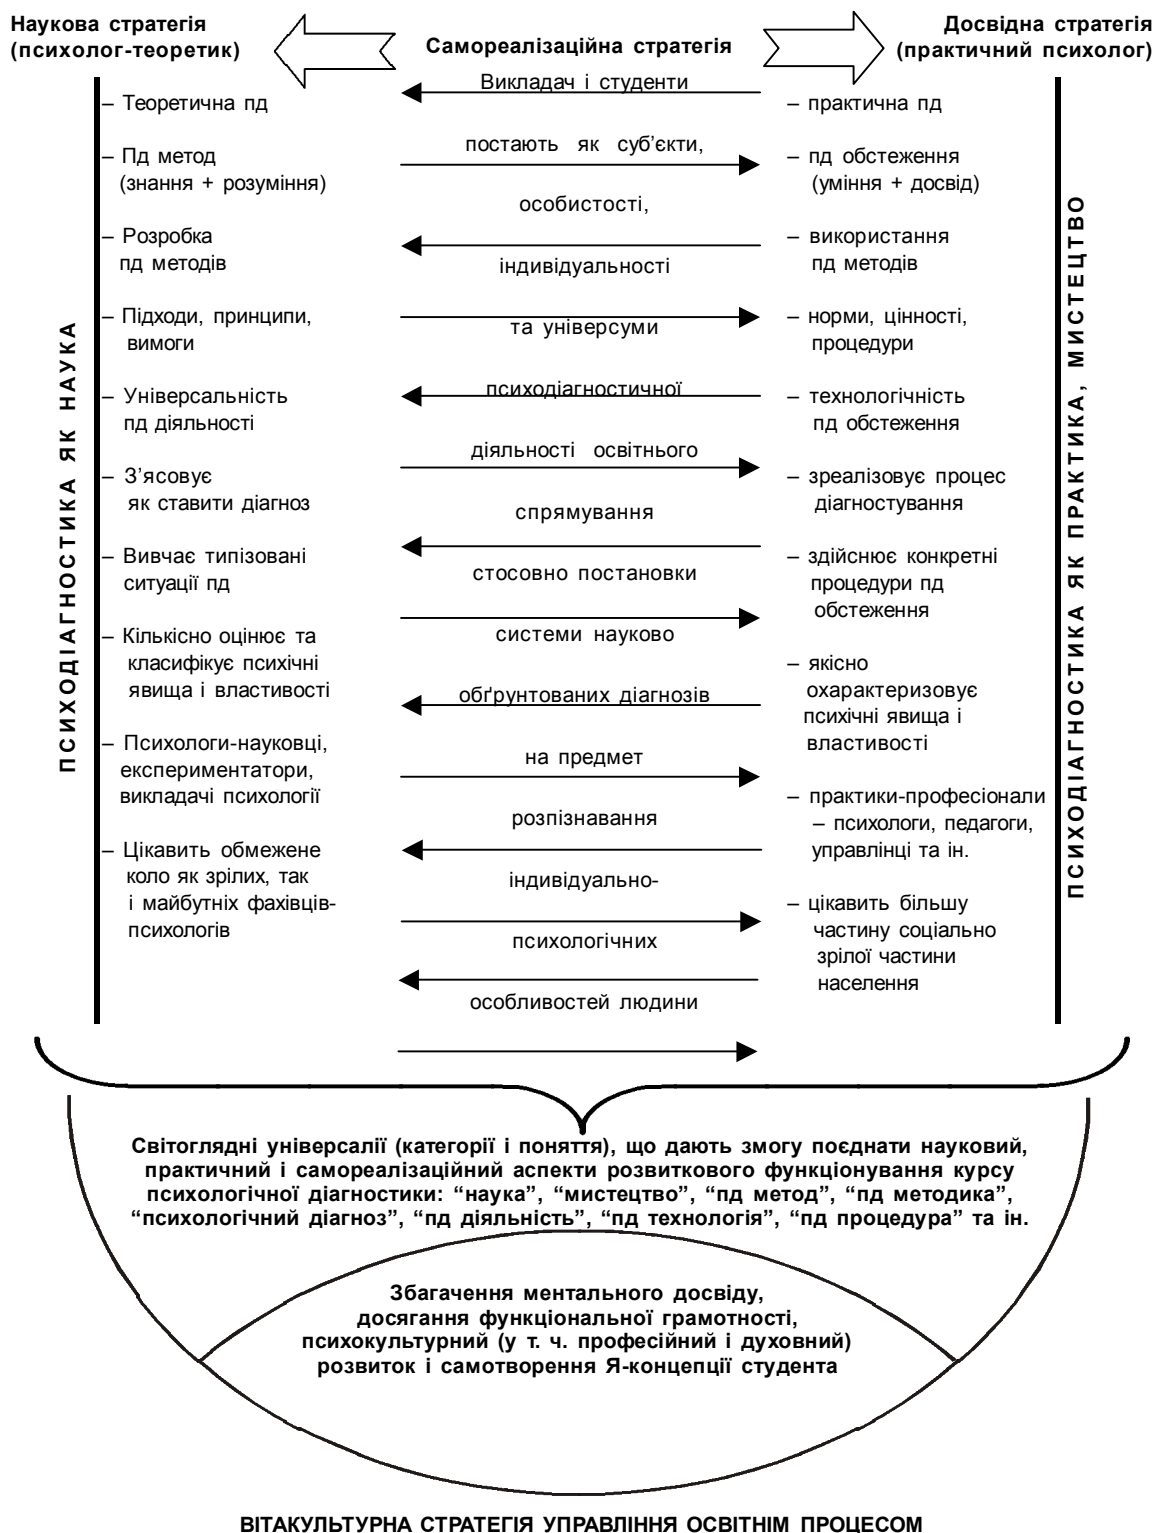 Наукова стратегія
(психолог-теоретик)
Самореалізаційна стратегія
Досвідна стратегія
(практичний психолог)
ПСИХОДІАГНОСТИКА ЯК НАУКА
– Теоретична пд
– Пд метод
(знання + розуміння)
– Розробка
пд методів
– Підходи, принципи,
вимоги
– Універсальність
пд діяльності
– З’ясовує
як ставити діагноз
– Вивчає типізовані
ситуації пд
– Кількісно оцінює та
класифікує психічні
явища і властивості
– Психологи-науковці,
експериментатори,
викладачі психології
– Цікавить обмежене
коло як зрілих, так
і майбутніх фахівців-
психологів
Викладач і студенти
постають як суб’єкти,
особистості,
індивідуальності
та універсуми
психодіагностичної
діяльності освітнього
спрямування
стосовно постановки
системи науково
обґрунтованих діагнозів
на предмет
розпізнавання
індивідуально-
психологічних
особливостей людини
– практична пд
– пд обстеження
(уміння + досвід)
– використання
пд методів
– норми, цінності,
процедури
– технологічність
пд обстеження
– зреалізовує процес
діагностування
– здійснює конкретні
процедури пд
обстеження
– якісно
охарактеризовує
психічні явища і
властивості
– практики-професіонали
– психологи, педагоги,
управлінці та ін.
– цікавить більшу
частину соціально
зрілої частини
населення
ПСИХОДІАГНОСТИКА ЯК ПРАКТИКА, МИСТЕЦТВО
Світоглядні універсалії (категорії і поняття), що дають змогу поєднати науковий,
практичний і самореалізаційний аспекти розвиткового функціонування курсу
психологічної діагностики: “наука”, “мистецтво”, “пд метод”, “пд методика”,
“психологічний діагноз”, “пд діяльність”, “пд технологія”, “пд процедура” та ін.
Збагачення ментального досвіду,
досягання функціональної грамотності,
психокультурний (у т. ч. професійний і духовний)
розвиток і самотворення Я-концепції студента
ВІТАКУЛЬТУРНА СТРАТЕГІЯ УПРАВЛІННЯ ОСВІТНІМ ПРОЦЕСОМ